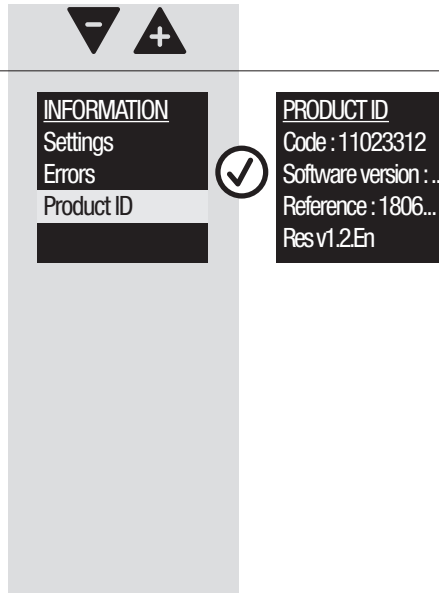 - +
INFORMATION
Settings
Errors
Product ID
PRODUCT ID
Code : 11023312
Software version : ..
Reference : 1806...
Res v1.2.En